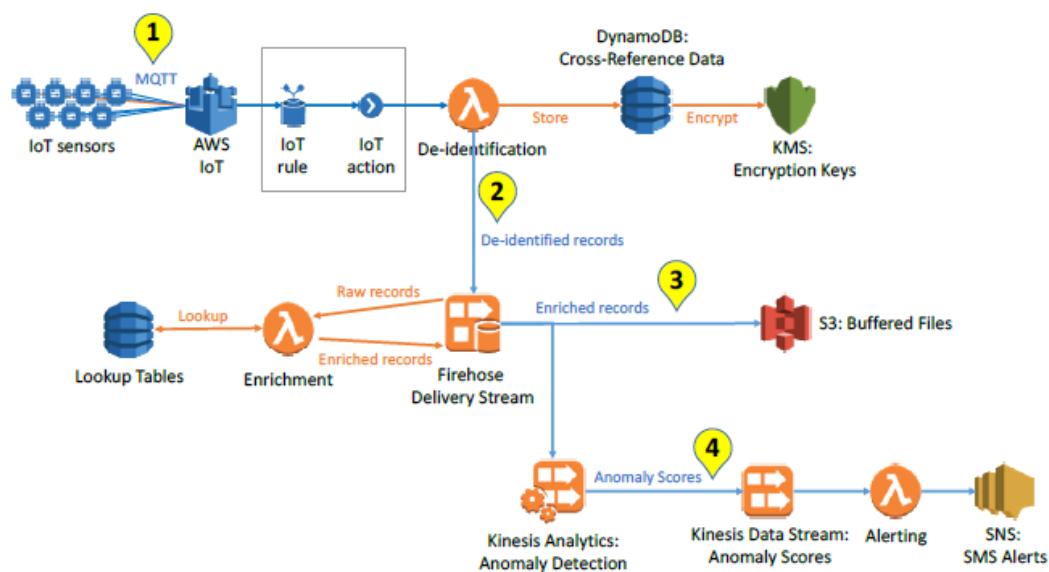 1
MQTT
IoT sensors
AWS
IoT
IoT
rule
IoT
action
De-identification
Store
DynamoDB:
Cross-Reference Data
Encrypt
KMS:
Encryption Keys
2
De-identified records
3
Raw records
Enriched records
Lookup
Enriched records
Lookup Tables
Enrichment
Firehose
Delivery Stream
S3: Buffered Files
4
Anomaly Scores
Kinesis Analytics:
Anomaly Detection
Kinesis Data Stream:
Anomaly Scores
Alerting
SNS:
SMS Alerts